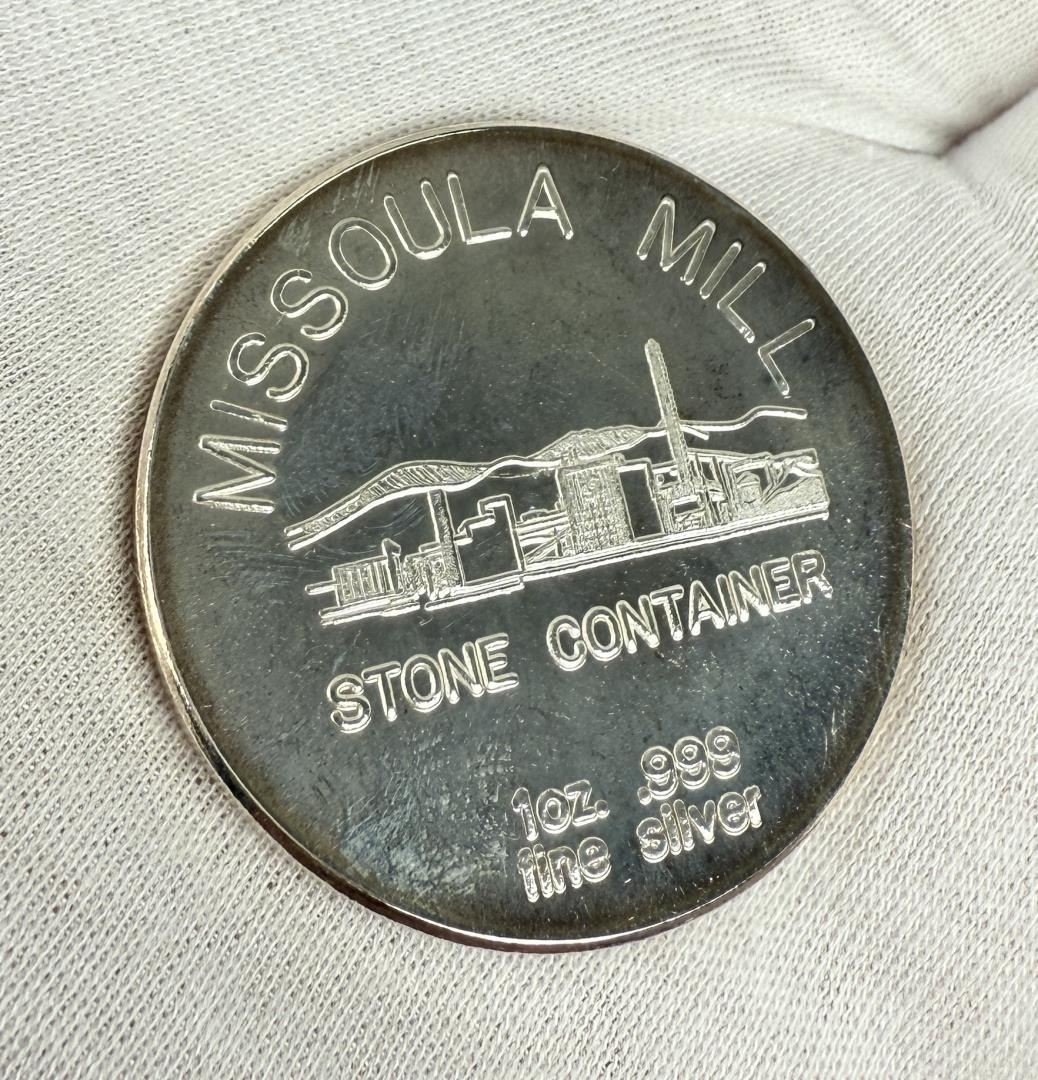 MISSOULA MILL
STONE CONTAINER
1oz. .999
fine silver